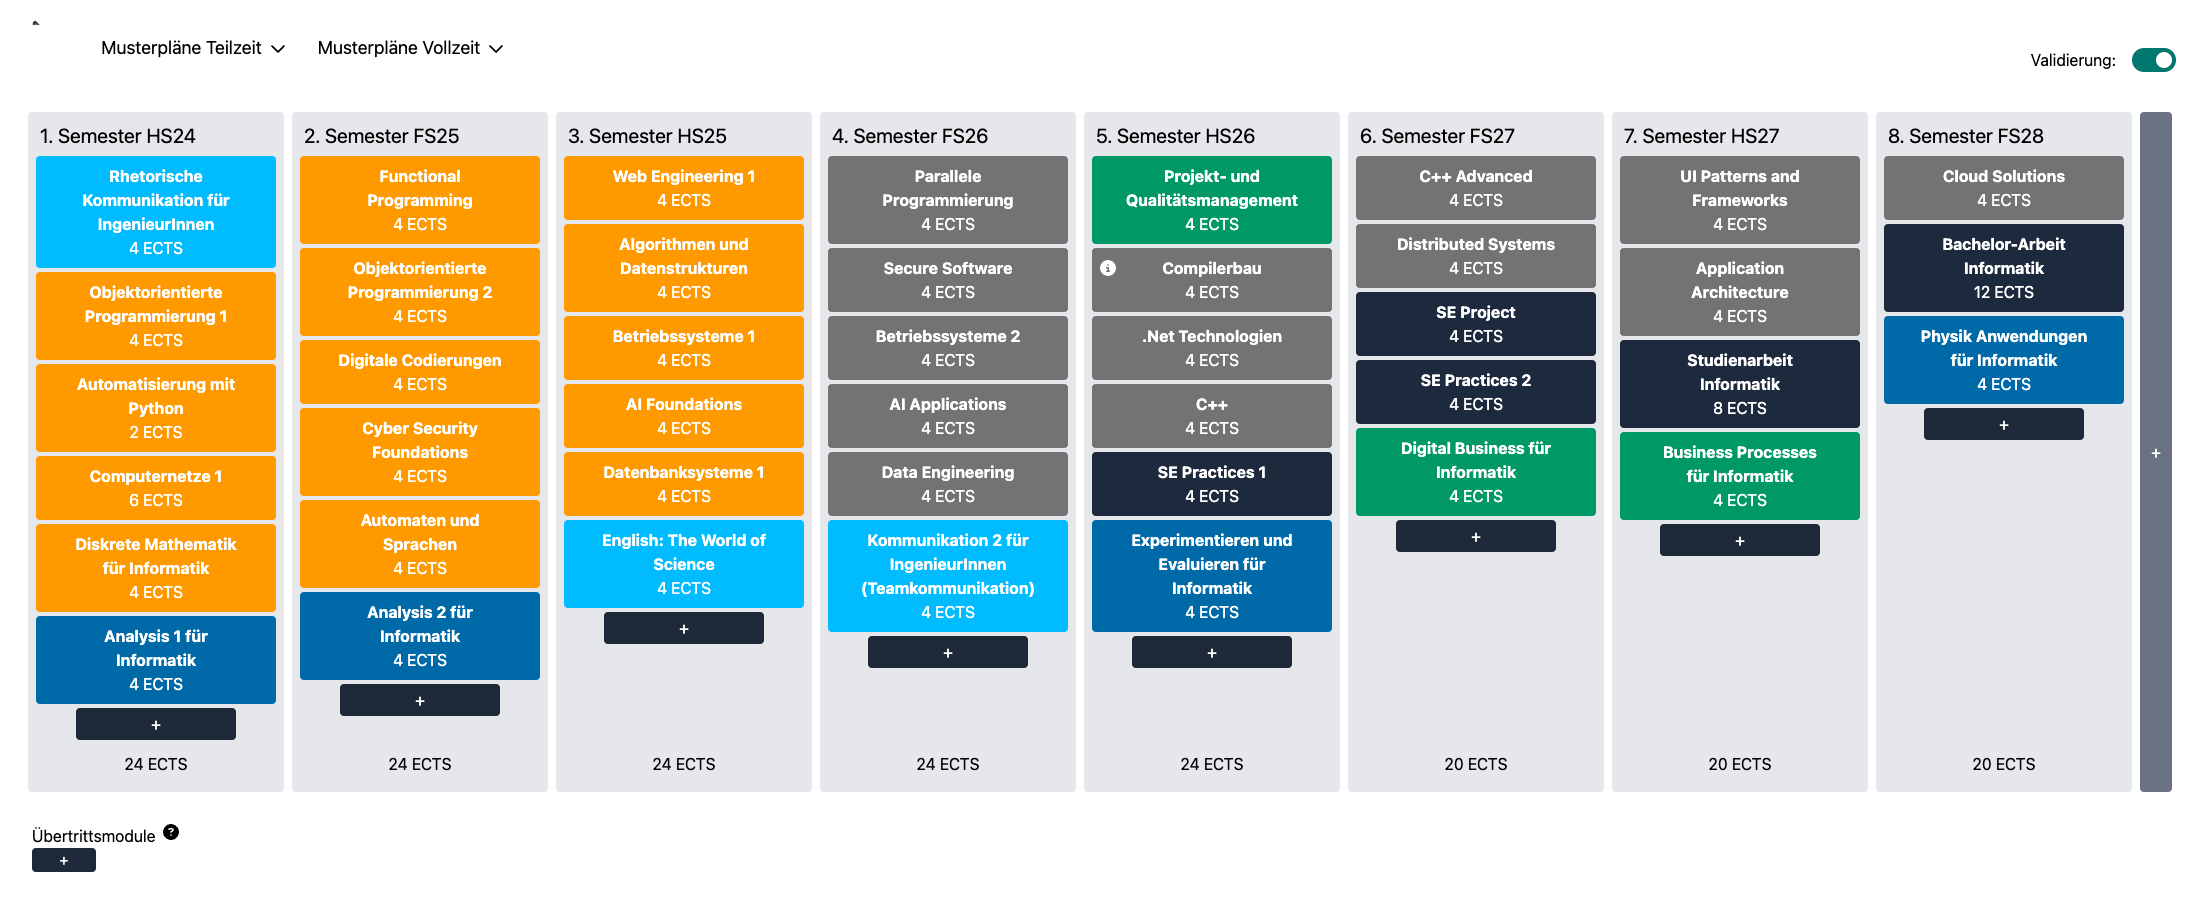 Musterpläne Teilzeit
Musterpläne Vollzeit
Validierung:
1. Semester HS24
Rhetorische
Kommunikation für
IngenieurInnen
4 ECTS
Objektorientierte
Programmierung 1
4 ECTS
Automatisierung mit
Python
2 ECTS
Computernetze 1
6 ECTS
Diskrete Mathematik
für Informatik
4 ECTS
Analysis 1 für
Informatik
4 ECTS
+
24 ECTS
2. Semester FS25
Functional
Programming
4 ECTS
Objektorientierte
Programmierung 2
4 ECTS
Digitale Codierungen
4 ECTS
Cyber Security
Foundations
4 ECTS
Automaten und
Sprachen
4 ECTS
Analysis 2 für
Informatik
4 ECTS
+
24 ECTS
3. Semester HS25
Web Engineering 1
4 ECTS
Algorithmen und
Datenstrukturen
4 ECTS
Betriebssysteme 1
4 ECTS
AI Foundations
4 ECTS
Datenbanksysteme 1
4 ECTS
English: The World of
Science
4 ECTS
+
24 ECTS
4. Semester FS26
Parallele
Programmierung
4 ECTS
Secure Software
4 ECTS
Betriebssysteme 2
4 ECTS
AI Applications
4 ECTS
Data Engineering
4 ECTS
Kommunikation 2 für
IngenieurInnen
(Teamkommunikation)
4 ECTS
+
24 ECTS
5. Semester HS26
Projekt- und
Qualitätsmanagement
4 ECTS
Compilerbau
4 ECTS
.Net Technologien
4 ECTS
C++
4 ECTS
SE Practices 1
4 ECTS
Experimentieren und
Evaluieren für
Informatik
4 ECTS
+
24 ECTS
6. Semester FS27
C++ Advanced
4 ECTS
Distributed Systems
4 ECTS
SE Project
4 ECTS
SE Practices 2
4 ECTS
Digital Business für
Informatik
4 ECTS
+
20 ECTS
7. Semester HS27
UI Patterns and
Frameworks
4 ECTS
Application
Architecture
4 ECTS
Studienarbeit
Informatik
8 ECTS
Business Processes
für Informatik
4 ECTS
+
20 ECTS
8. Semester FS28
Cloud Solutions
4 ECTS
Bachelor-Arbeit
Informatik
12 ECTS
Physik Anwendungen
für Informatik
4 ECTS
+
20 ECTS
+
Übertrittsmodule ?
+